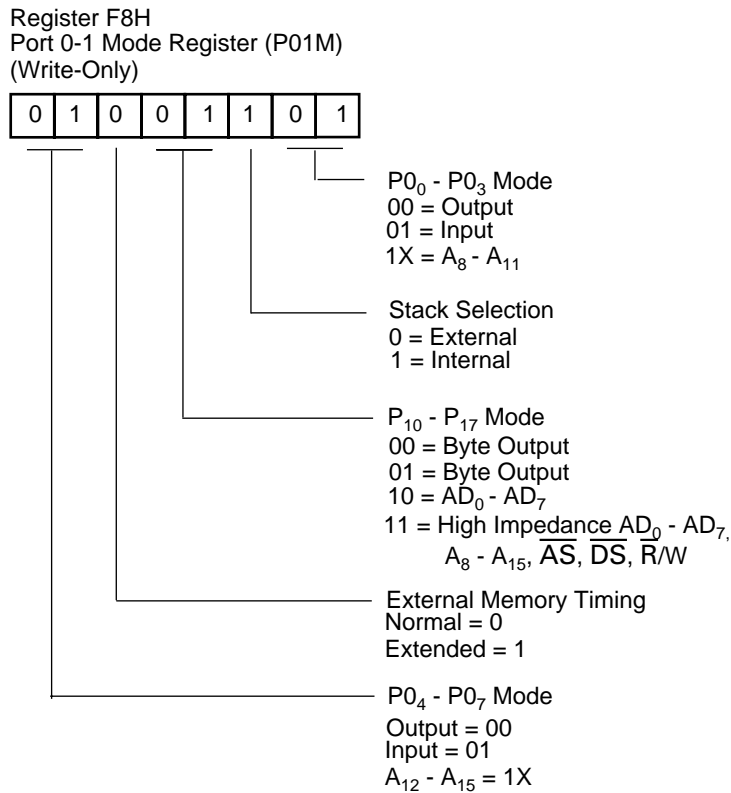 Register F8H
Port 0-1 Mode Register (P01M)
(Write-Only)
0 1 0 0 1 1 0 1
P0₀ - P0₃ Mode
00 = Output
01 = Input
1X = A₈ - A₁₁
Stack Selection
0 = External
1 = Internal
P₁₀ - P₁₇ Mode
00 = Byte Output
01 = Byte Output
10 = AD₀ - AD₇
11 = High Impedance AD₀ - AD₇,
A₈ - A₁₅, A̅S̅, D̅S̅, R̅/W
External Memory Timing
Normal = 0
Extended = 1
P0₄ - P0₇ Mode
Output = 00
Input = 01
A₁₂ - A₁₅ = 1X